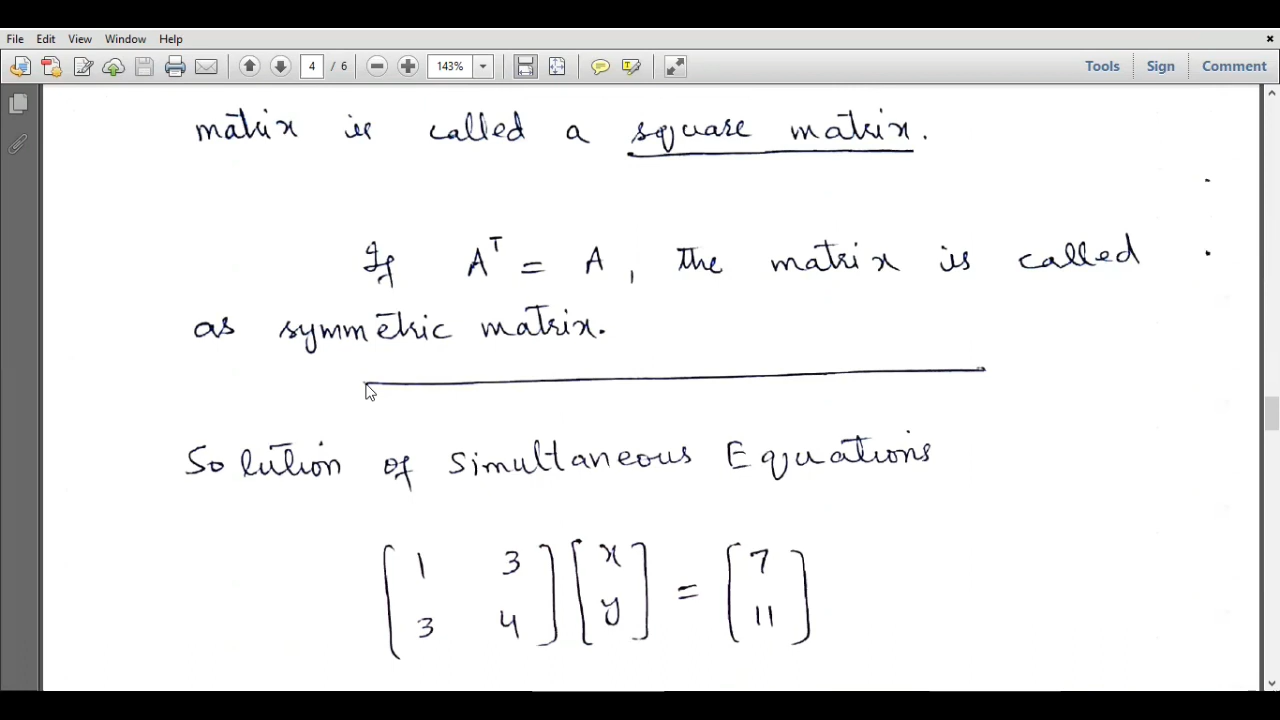 File Edit View Window Help
4 / 6 143% Tools Sign Comment
matrix is called a square matrix.
If A^T = A, the matrix is called
as symmetric matrix.
Solution of Simultaneous Equations
[1 3] [x] = [7]
[3 4] [y] [11]